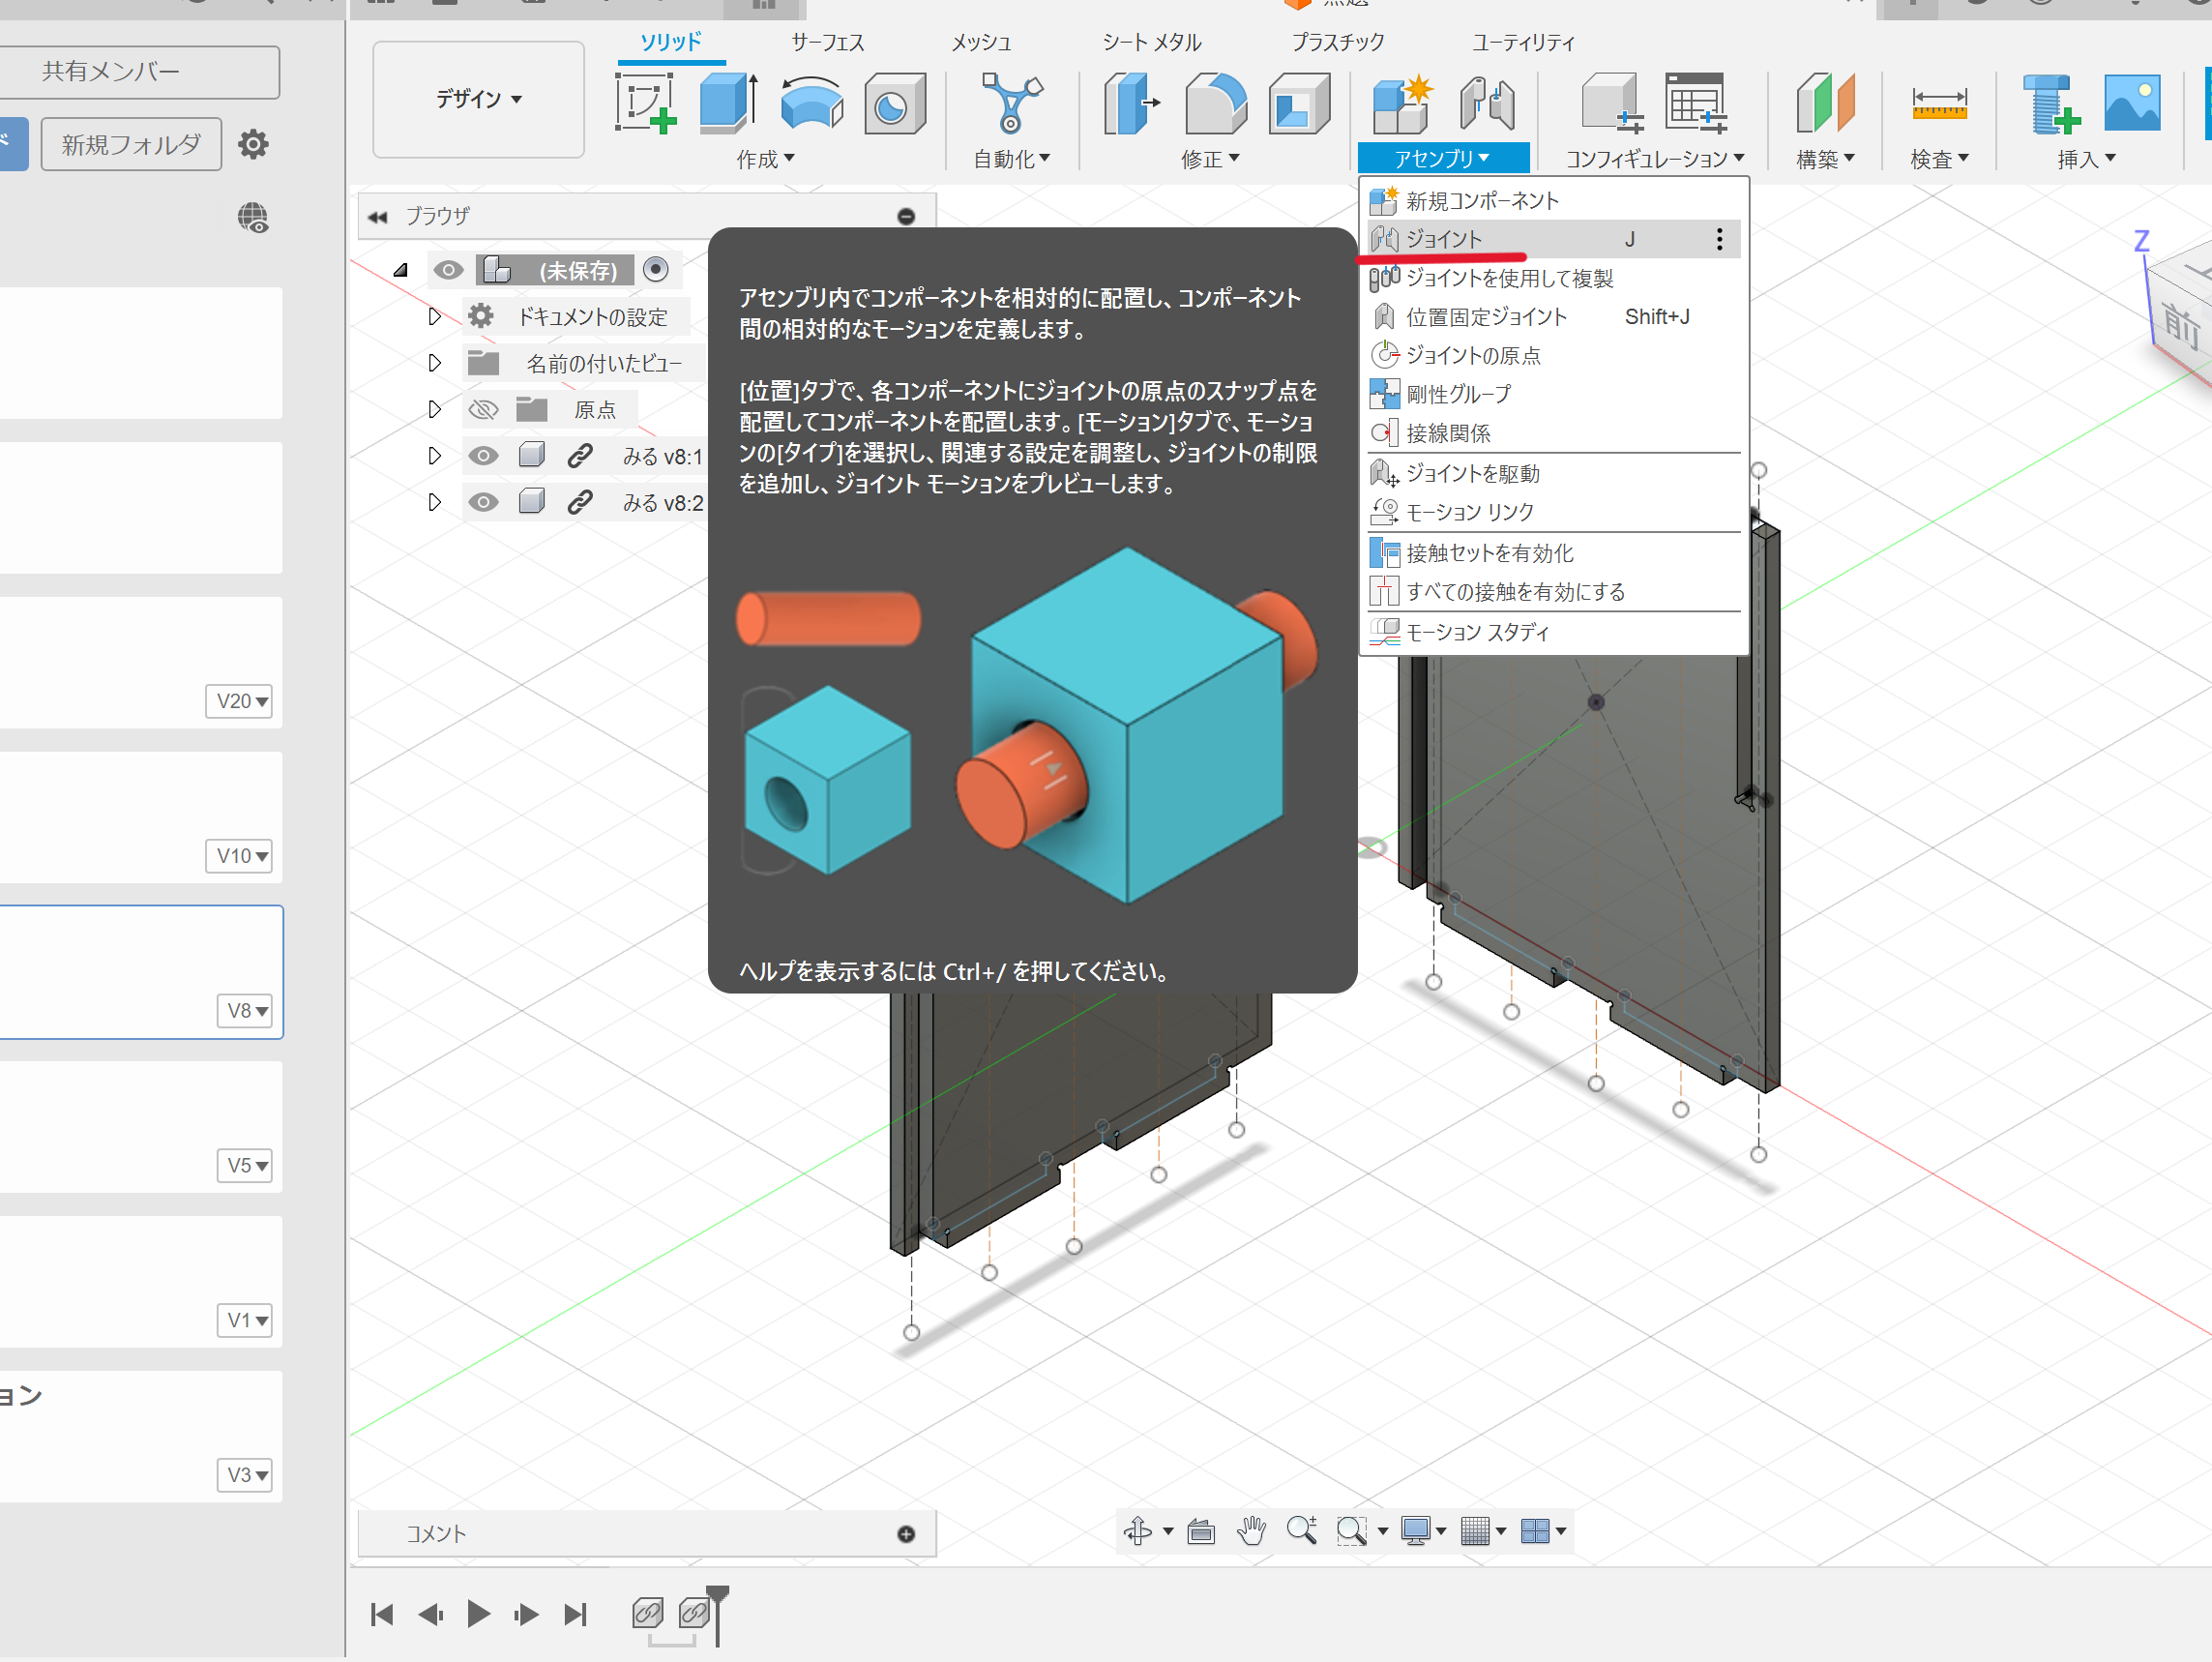 ソリッド
サーフェス
メッシュ
シート メタル
プラスチック
ユーティリティ
共有メンバー
デザイン
新規フォルダ
作成
自動化
修正
アセンブリ
コンフィギュレーション
構築
検査
挿入
ブラウザ
新規コンポーネント
ジョイント J
ジョイントを使用して複製
位置固定ジョイント Shift+J
ジョイントの原点
剛性グループ
接線関係
ジョイントを駆動
モーション リンク
接触セットを有効化
すべての接触を有効にする
モーション スタディ
Z
前
(未保存)
ドキュメントの設定
名前の付いたビュー
原点
みる v8:1
みる v8:2
アセンブリ内でコンポーネントを相対的に配置し、コンポーネント
間の相対的なモーションを定義します。
[位置]タブで、各コンポーネントにジョイントの原点のスナップ点を
配置してコンポーネントを配置します。[モーション]タブで、モーショ
ンの[タイプ]を選択し、関連する設定を調整し、ジョイントの制限
を追加し、ジョイント モーションをプレビューします。
ヘルプを表示するには Ctrl+/ を押してください。
V20
V10
V8
V5
V1
ョン
V3
コメント